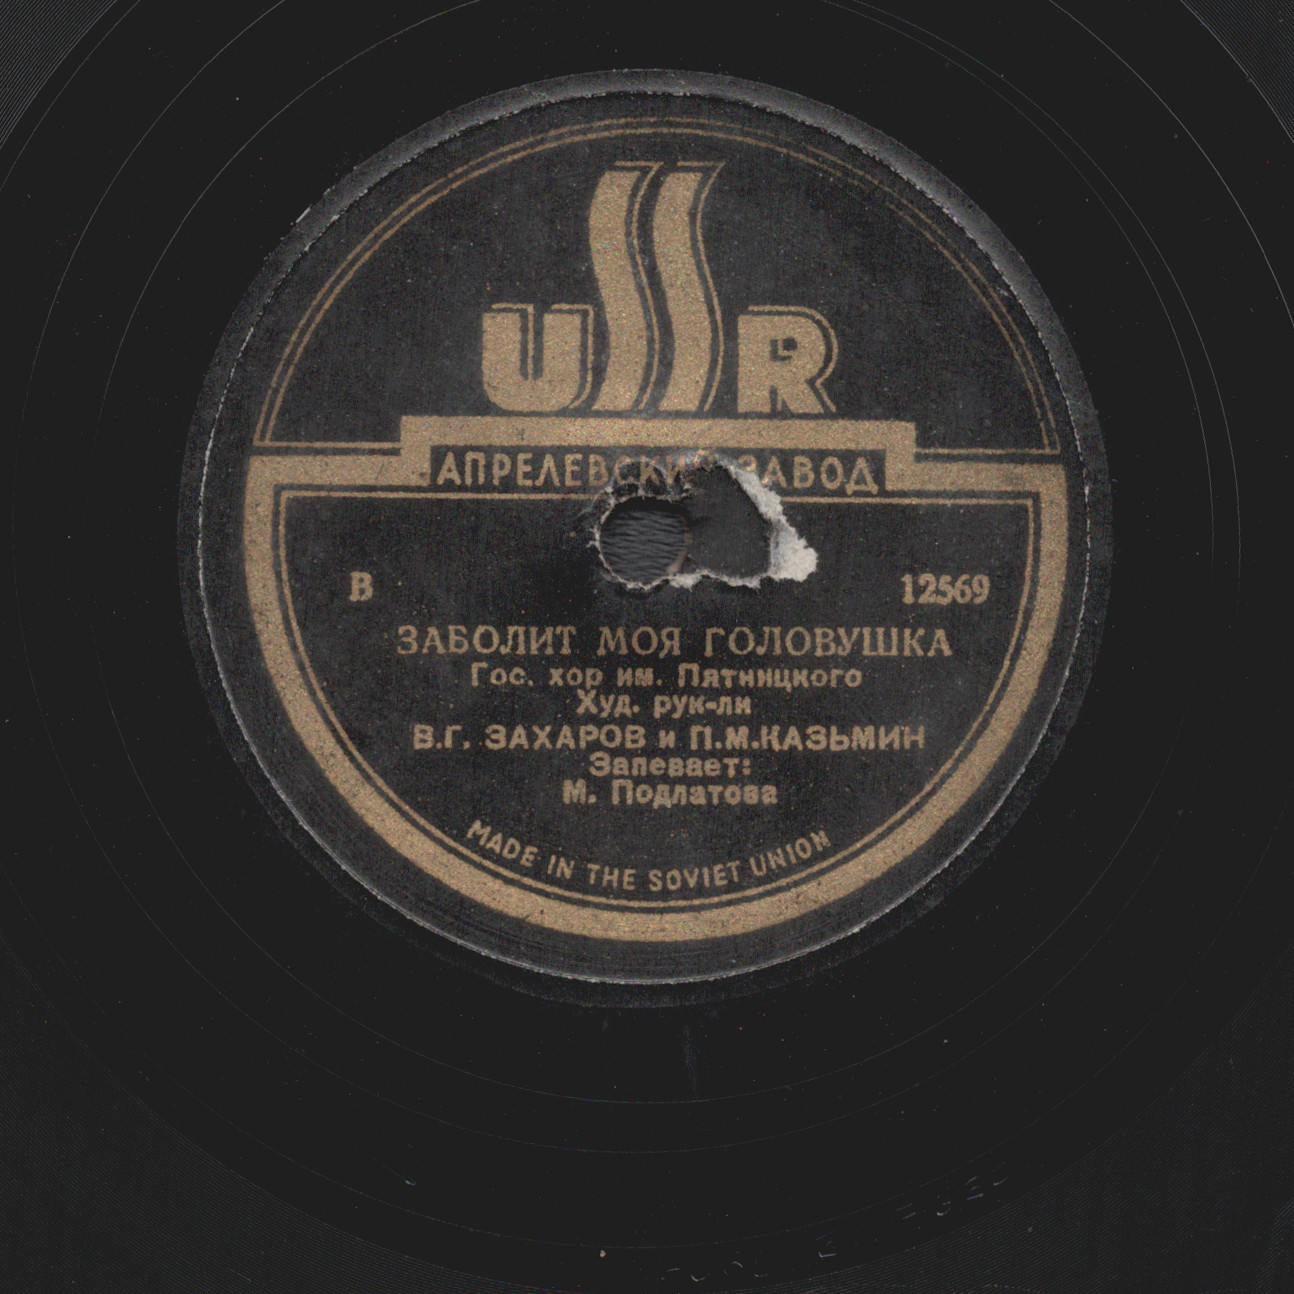 USSR
АПРЕЛЕВСКИЙ ЗАВОД
В 12569
ЗАБОЛИТ МОЯ ГОЛОВУШКА
Гос. хор им. Пятницкого
Худ. рук-ли
В.Г. ЗАХАРОВ и П.М.КАЗЬМИН
Запевает:
М. Подлатова
MADE IN THE SOVIET UNION